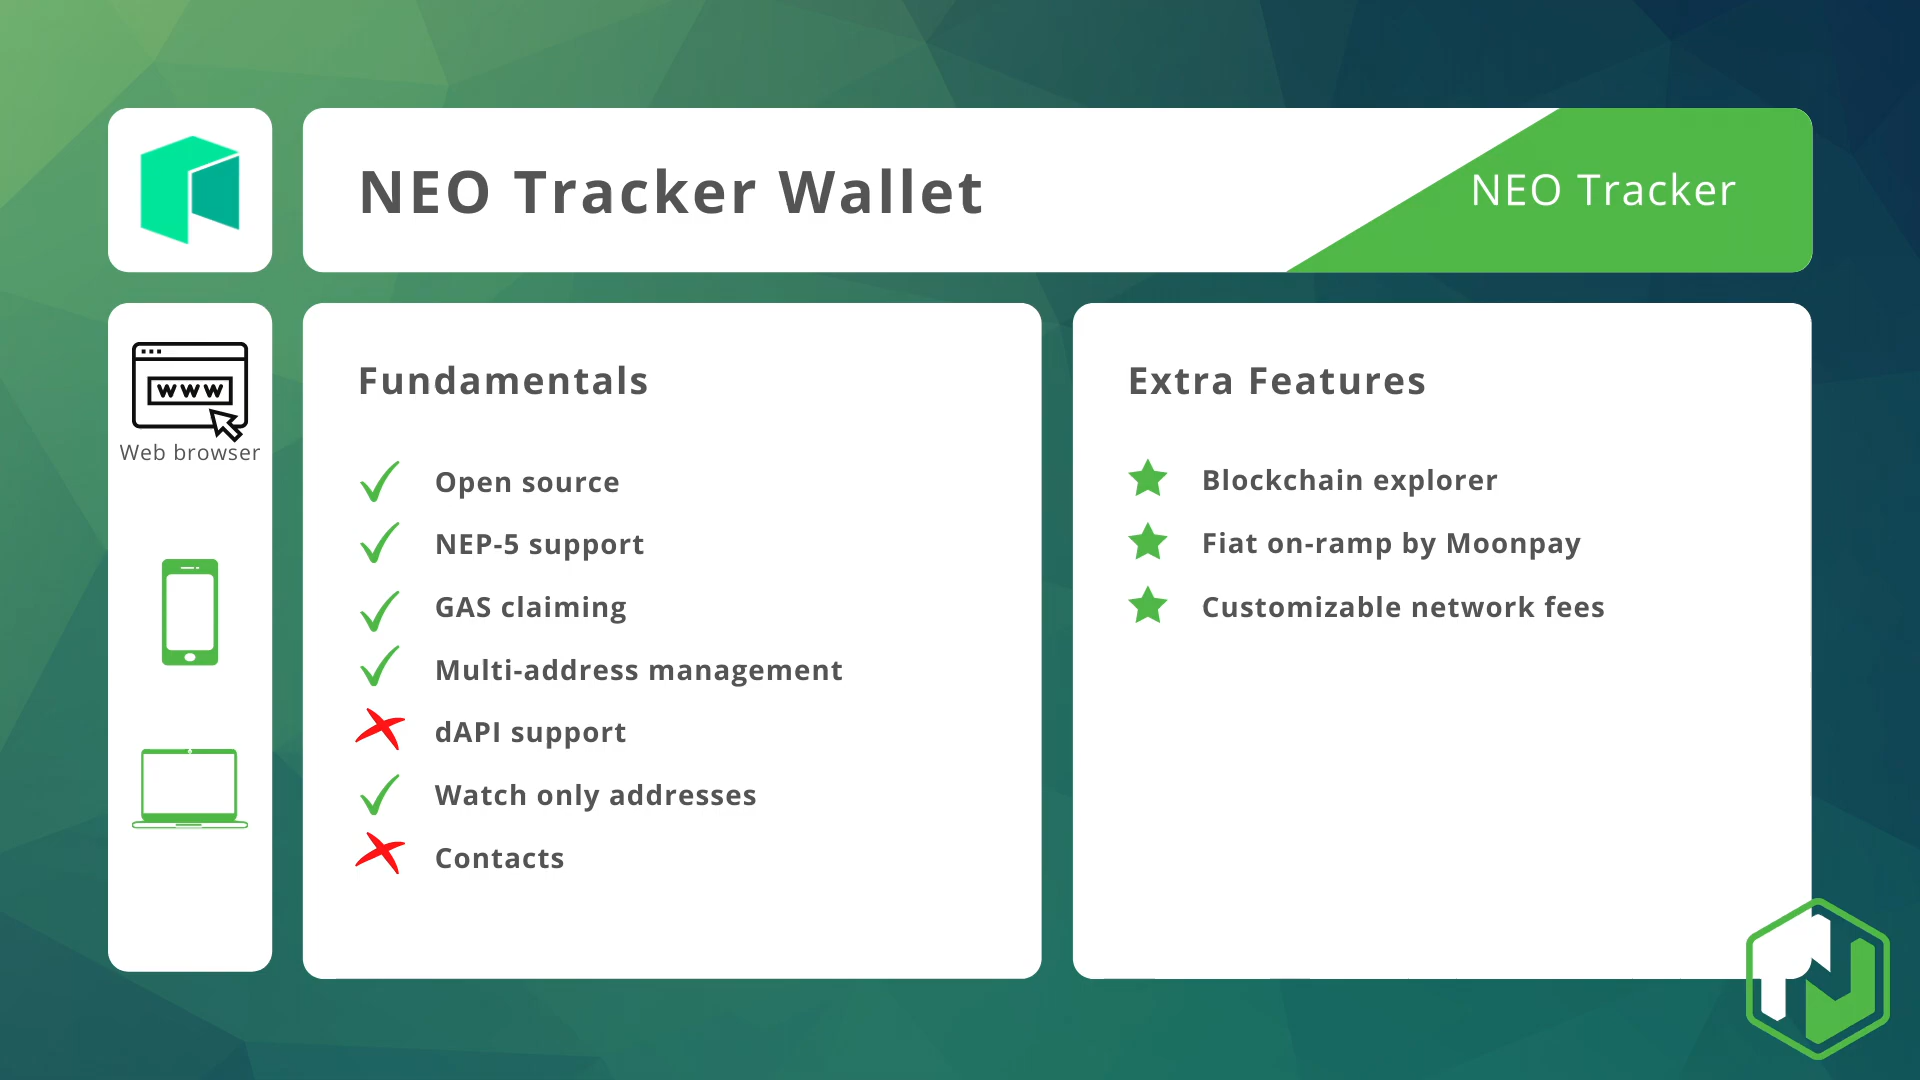 NEO Tracker Wallet
NEO Tracker
WWW
Web browser
Fundamentals
Open source
NEP-5 support
GAS claiming
Multi-address management
dAPI support
Watch only addresses
Contacts
Extra Features
Blockchain explorer
Fiat on-ramp by Moonpay
Customizable network fees